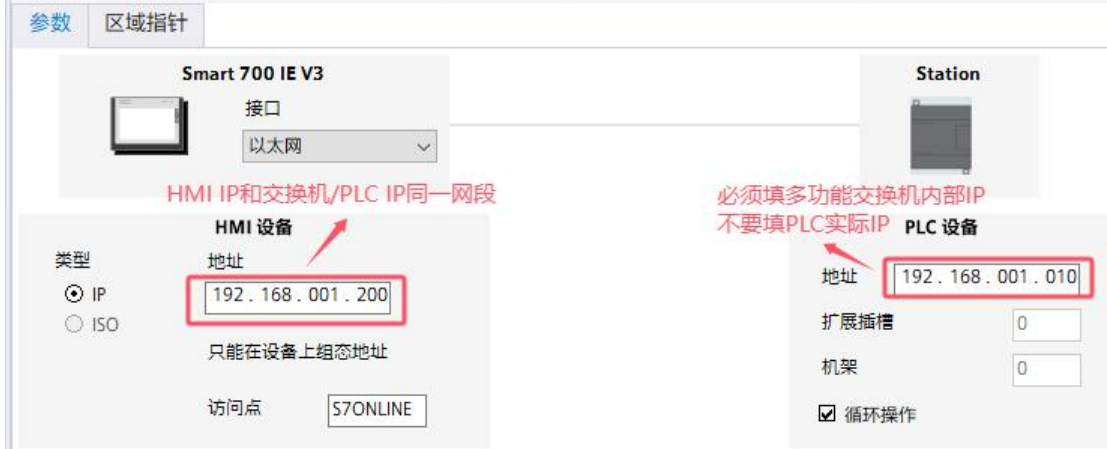 参数 区域指针
Smart 700 IE V3
接口
以太网
Station
HMI IP和交换机/PLC IP同一网段
必须填多功能交换机内部IP
不要填PLC实际IP
HMI 设备
类型
地址
IP
192 . 168 . 001 . 200
ISO
只能在设备上组态地址
访问点 S7ONLINE
PLC 设备
地址 192 . 168 . 001 . 010
扩展插槽 0
机架 0
循环操作